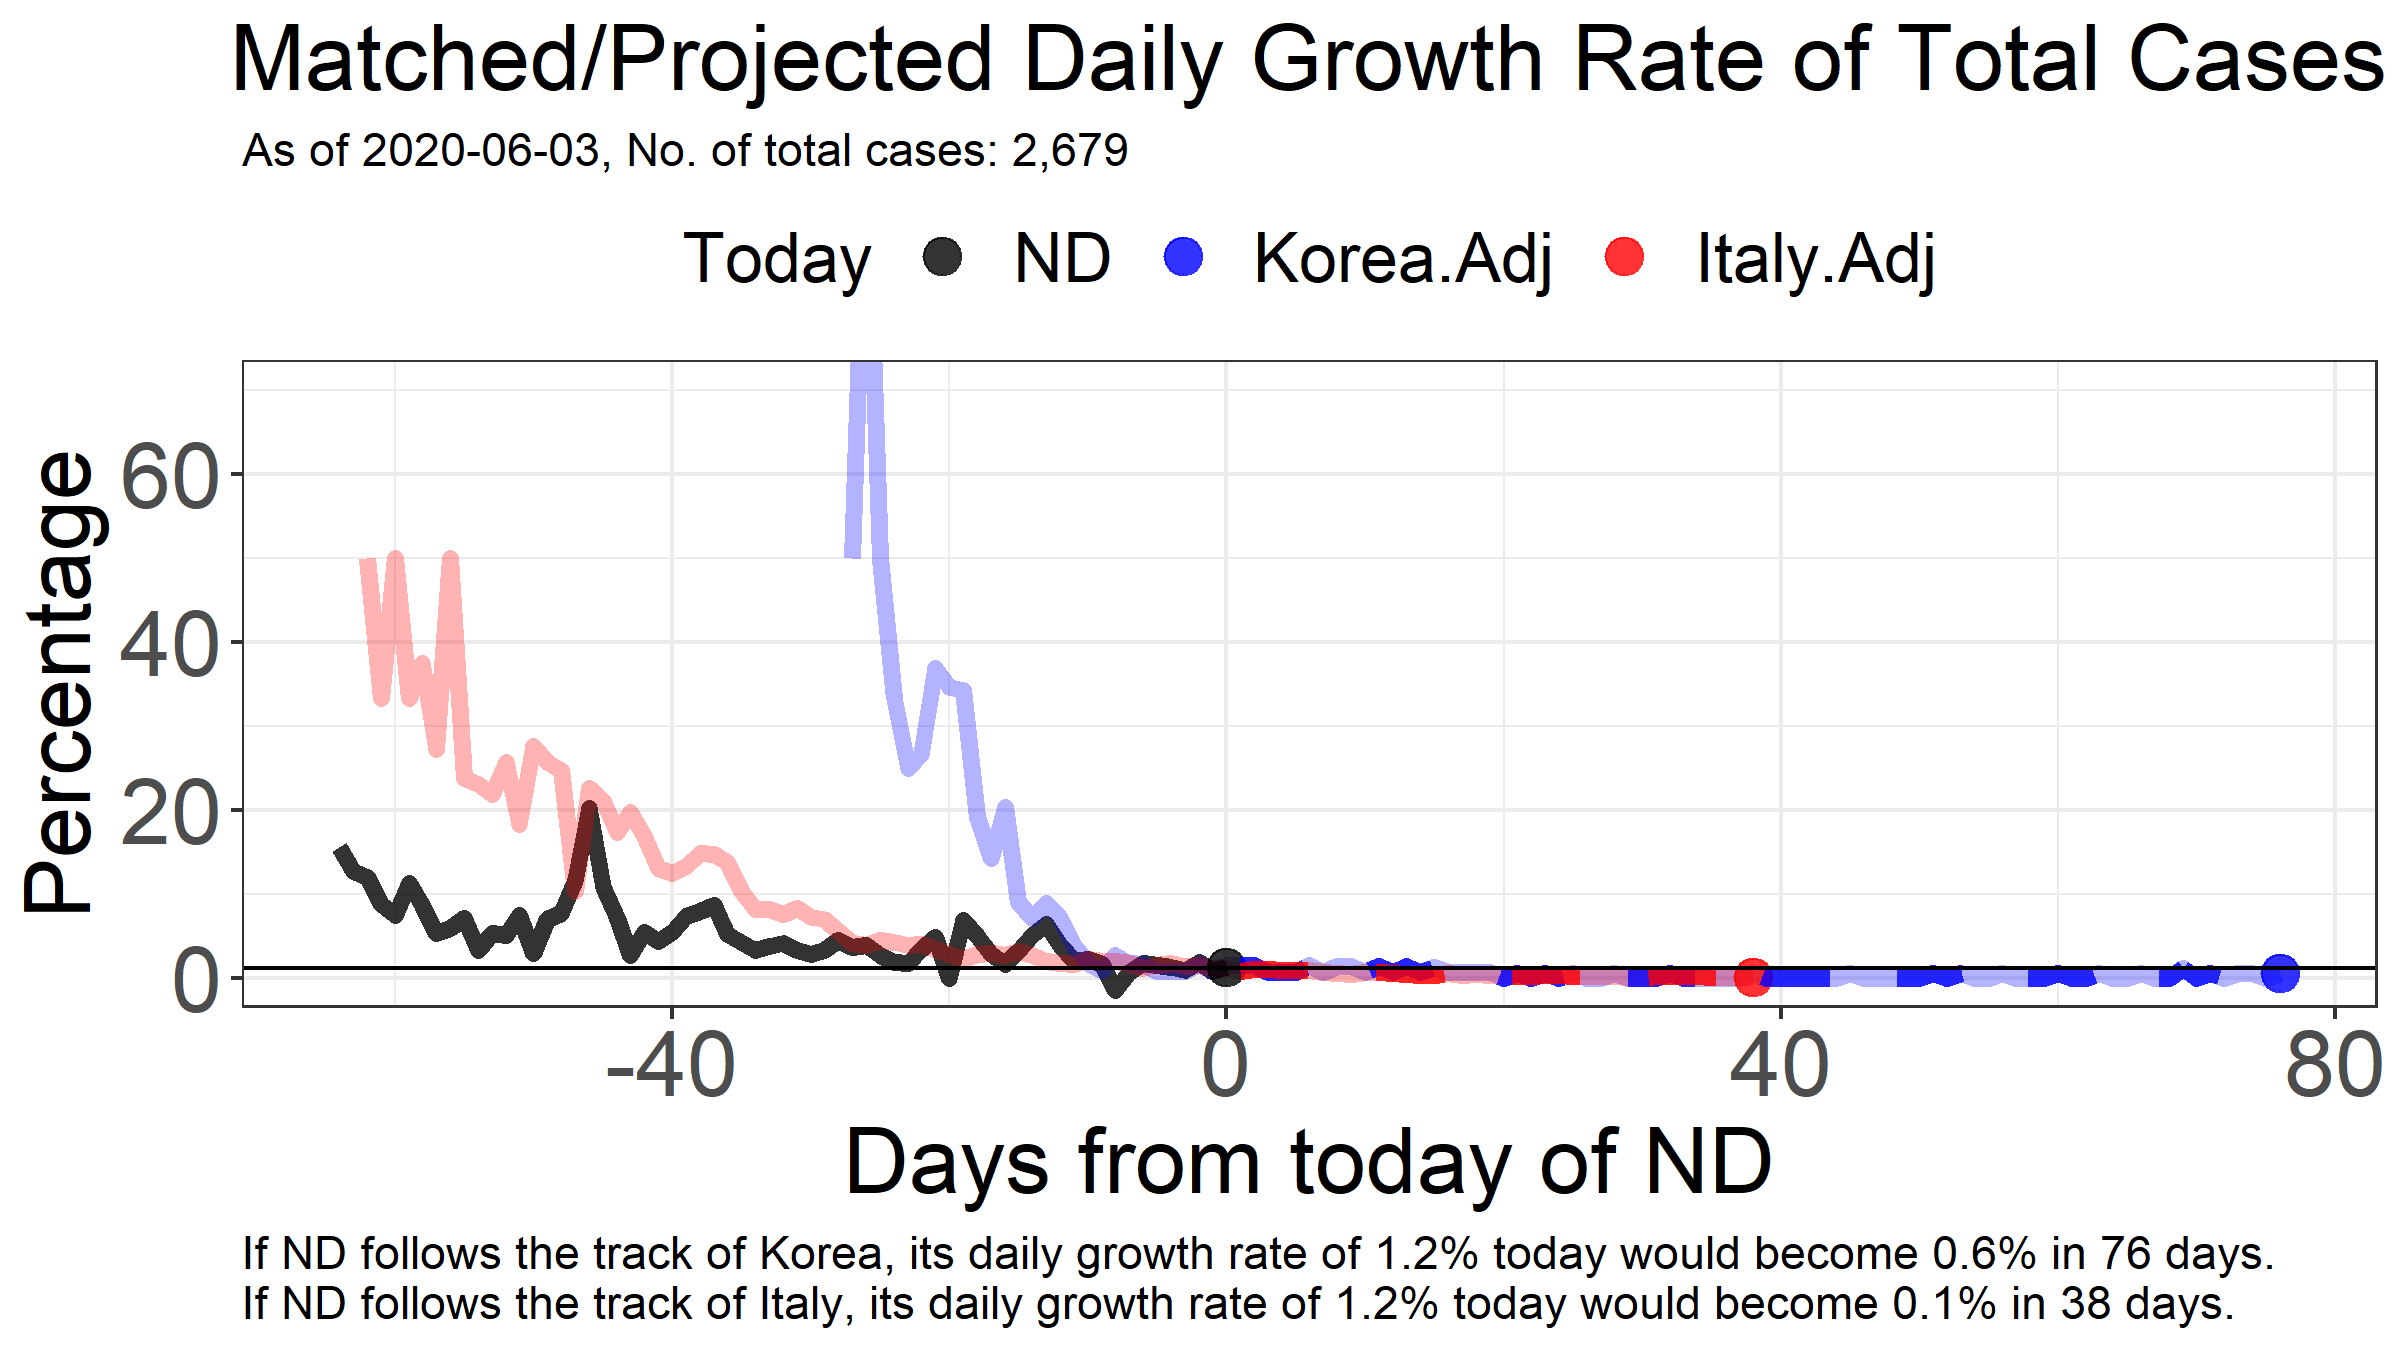 Matched/Projected Daily Growth Rate of Total Cases
As of 2020-06-03, No. of total cases: 2,679
Today ND Korea.Adj Italy.Adj
Percentage
60
40
20
0
-40 0 40 80
Days from today of ND
If ND follows the track of Korea, its daily growth rate of 1.2% today would become 0.6% in 76 days.
If ND follows the track of Italy, its daily growth rate of 1.2% today would become 0.1% in 38 days.